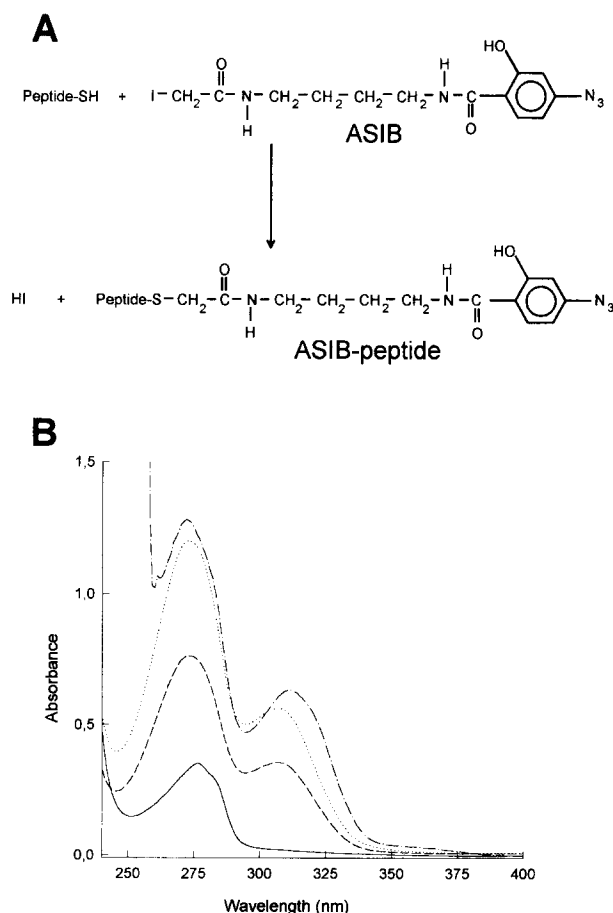 A
Peptide-SH + I-CH2-C-N-CH2-CH2-CH2-CH2-N-C N3
O
H
H
O
HO
ASIB
HI + Peptide-S-CH2-C-N-CH2-CH2-CH2-CH2-N-C N3
O
H
H
O
HO
ASIB-peptide
B
1,5
1,0
0,5
0,0
Absorbance
250 275 300 325 350 375 400
Wavelength (nm)